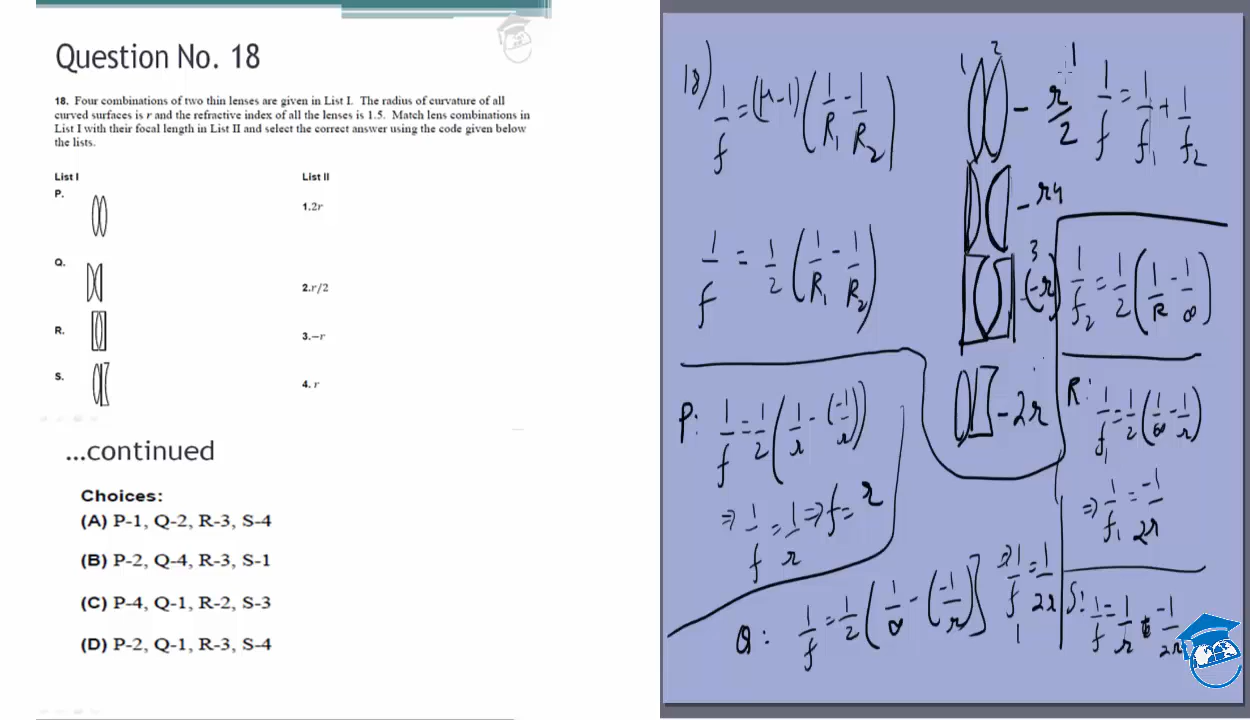 Question No. 18
18. Four combinations of two thin lenses are given in List I. The radius of curvature of all
curved surfaces is r and the refractive index of all the lenses is 1.5. Match lens combinations in
List I with their focal length in List II and select the correct answer using the code given below
the lists.
List I List II
P. 1.2r
Q. 2.r/2
R. 3.−r
S. 4. r
...continued
Choices:
(A) P-1, Q-2, R-3, S-4
(B) P-2, Q-4, R-3, S-1
(C) P-4, Q-1, R-2, S-3
(D) P-2, Q-1, R-3, S-4
18) 1/f = (μ-1)(1/R1 - 1/R2)
1 2 - r/2 1 1/f = 1/f1 + 1/f2
- r4
1/f = 1/2 (1/R1 - 1/R2)
3 (-r)
1/f2 = 1/2 (1/R - 1/∞)
- 2r
P: 1/f = 1/2 (1/r - (-1/r))
⇒ 1/f = 1/r ⇒ f = r
R: 1/f1 = 1/2 (1/∞ - 1/r)
⇒ 1/f1 = -1/2r
Q: 1/f = 1/2 (1/∞ - (-1/r)] ⇒ 1/f1 = 1/2r
S: 1/f = 1/r -1/2r